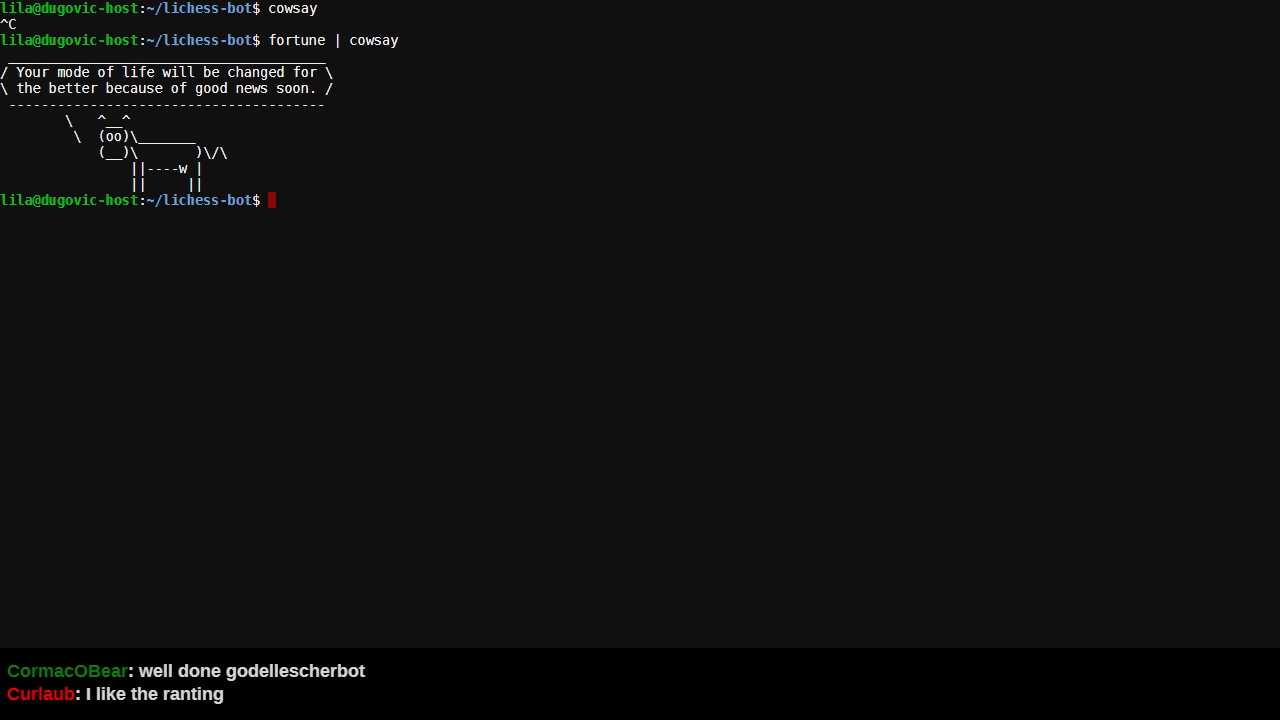 lila@dugovic-host:~/lichess-bot$ cowsay
^C
lila@dugovic-host:~/lichess-bot$ fortune | cowsay
 _______________________________________
/ Your mode of life will be changed for \
\ the better because of good news soon. /
 ---------------------------------------
        \   ^__^
         \  (oo)\_______
            (__)\       )\/\
                ||----w |
                ||     ||
lila@dugovic-host:~/lichess-bot$
CormacOBear: well done godellescherbot
Curlaub: I like the ranting